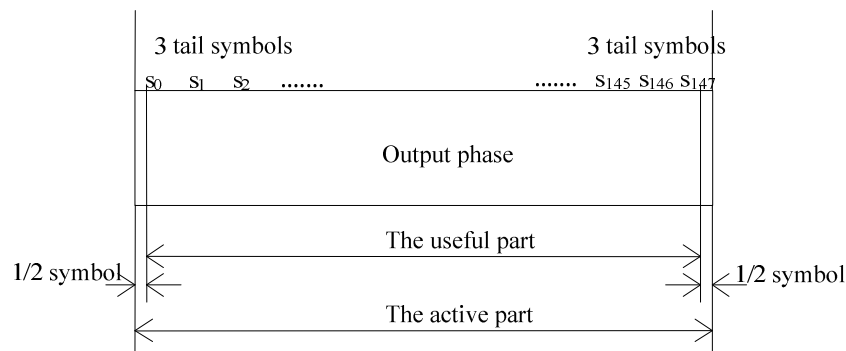 3 tail symbols 3 tail symbols
s0 s1 s2 ....... ....... s145 s146 s147
Output phase
The useful part
1/2 symbol 1/2 symbol
The active part